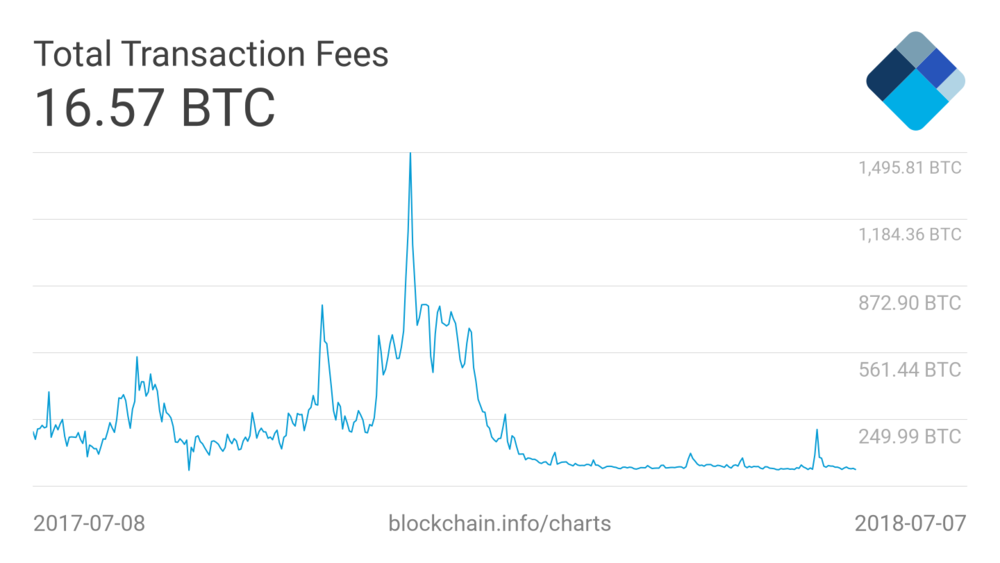 Total Transaction Fees
16.57 BTC
1,495.81 BTC
1,184.36 BTC
872.90 BTC
561.44 BTC
249.99 BTC
2017-07-08 blockchain.info/charts 2018-07-07